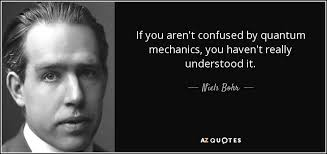 If you aren't confused by quantum
mechanics, you haven't really
understood it.
Niels Bohr
AZ QUOTES